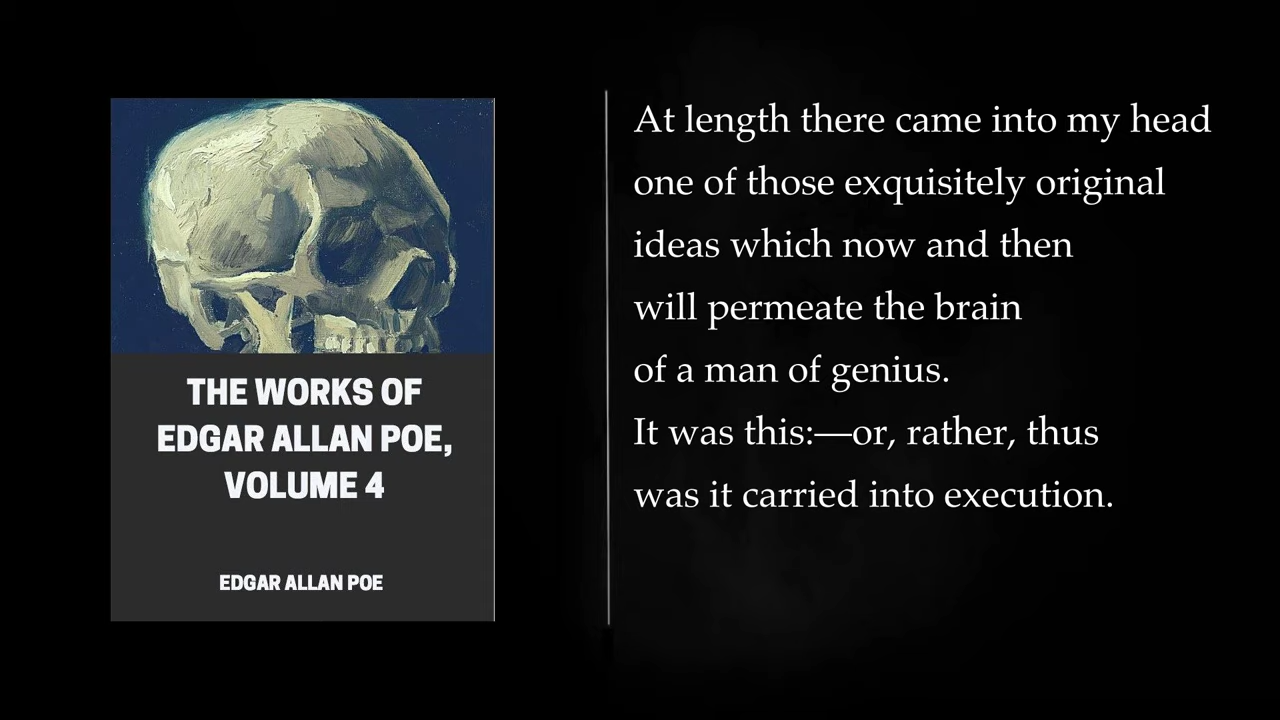 THE WORKS OF
EDGAR ALLAN POE,
VOLUME 4
EDGAR ALLAN POE
At length there came into my head
one of those exquisitely original
ideas which now and then
will permeate the brain
of a man of genius.
It was this:—or, rather, thus
was it carried into execution.